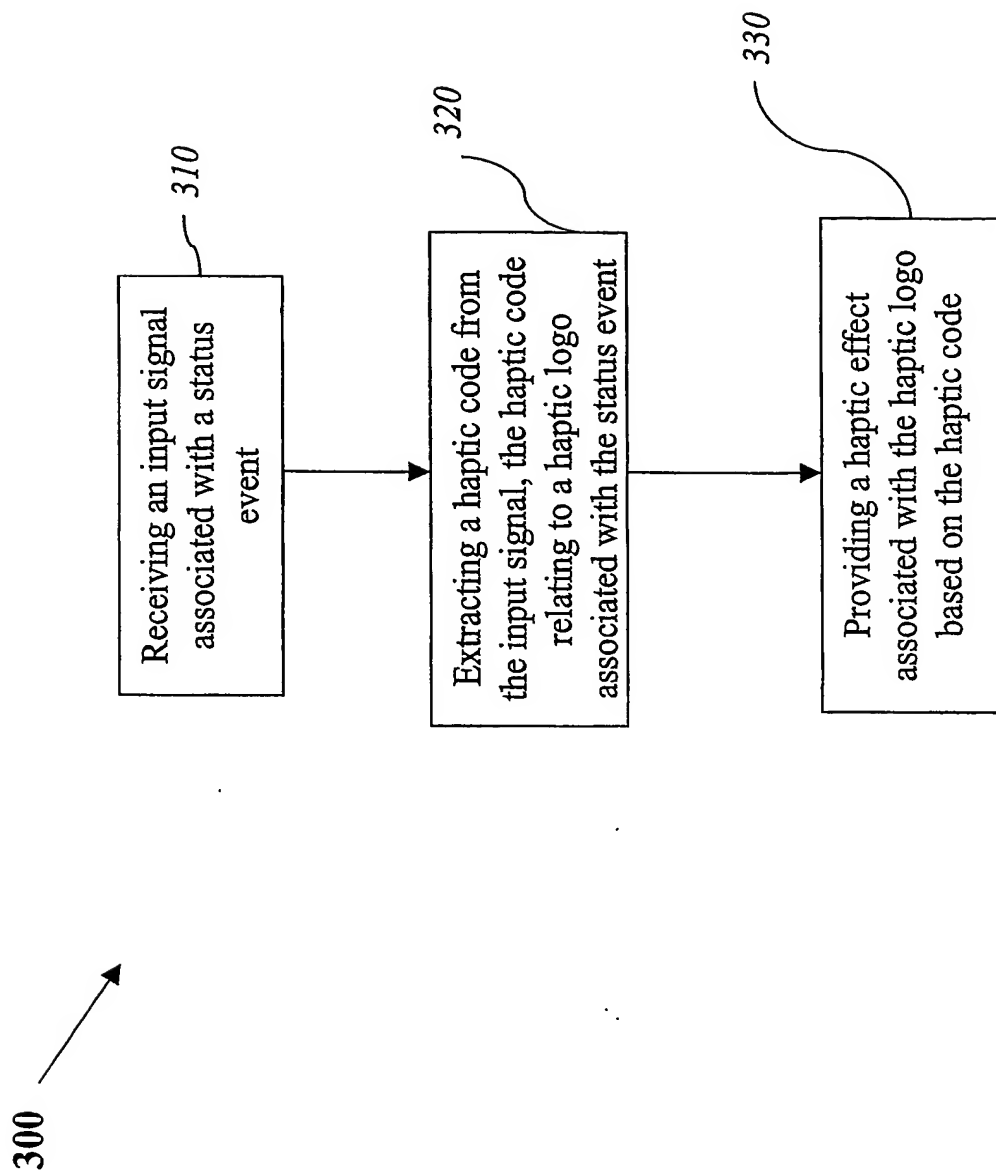 300
310
Receiving an input signal
associated with a status
event
320
Extracting a haptic code from
the input signal, the haptic code
relating to a haptic logo
associated with the status event
330
Providing a haptic effect
associated with the haptic logo
based on the haptic code